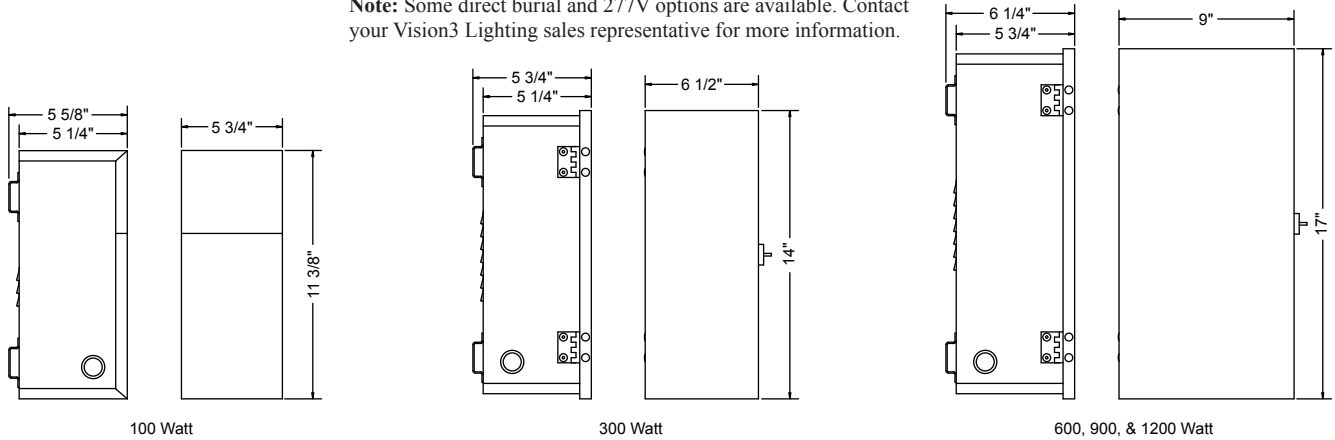 Note: Some direct burial and 277V options are available. Contact
your Vision3 Lighting sales representative for more information.
5 5/8"
5 1/4"
5 3/4"
11 3/8"
100 Watt
5 3/4"
5 1/4"
6 1/2"
14"
300 Watt
6 1/4"
5 3/4"
9"
17"
600, 900, & 1200 Watt